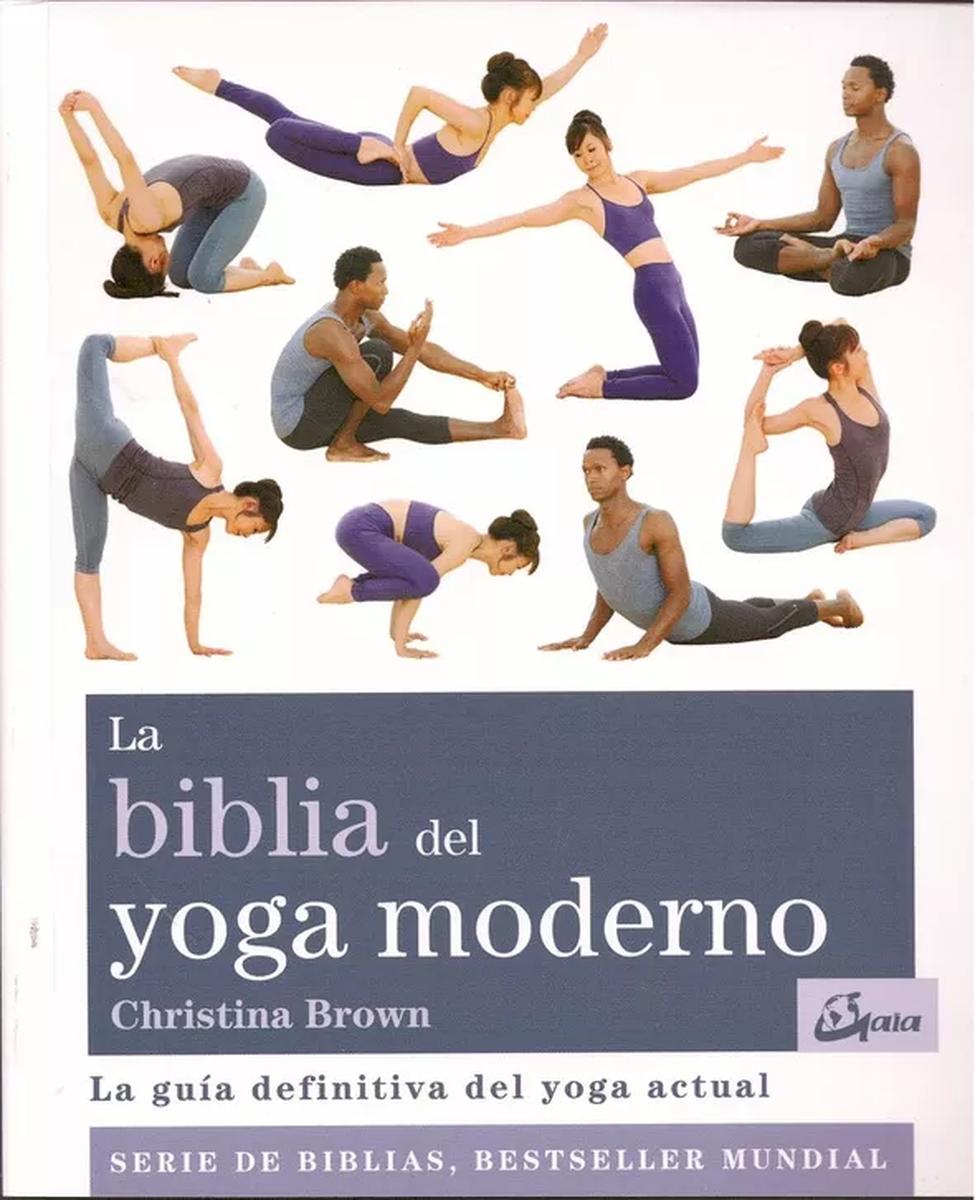 La
biblia del
yoga moderno
Christina Brown
Gaia
La guía definitiva del yoga actual
SERIE DE BIBLIAS, BESTSELLER MUNDIAL